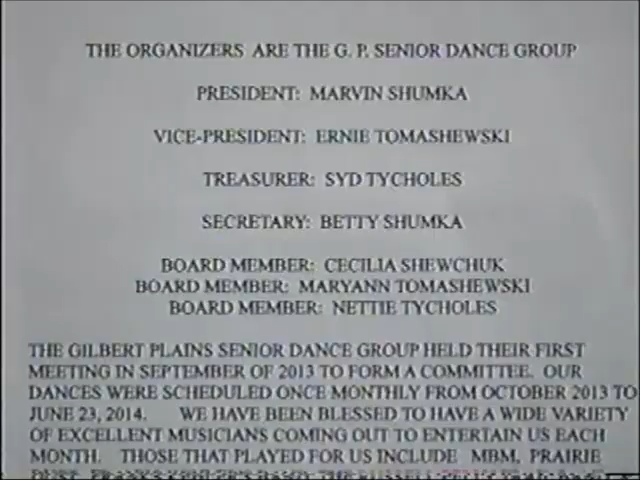 THE ORGANIZERS ARE THE G. P. SENIOR DANCE GROUP
PRESIDENT: MARVIN SHUMKA
VICE-PRESIDENT: ERNIE TOMASHEWSKI
TREASURER: SYD TYCHOLES
SECRETARY: BETTY SHUMKA
BOARD MEMBER: CECILIA SHEWCHUK
BOARD MEMBER: MARYANN TOMASHEWSKI
BOARD MEMBER: NETTIE TYCHOLES
THE GILBERT PLAINS SENIOR DANCE GROUP HELD THEIR FIRST
MEETING IN SEPTEMBER OF 2013 TO FORM A COMMITTEE. OUR
DANCES WERE SCHEDULED ONCE MONTHLY FROM OCTOBER 2013 TO
JUNE 23, 2014. WE HAVE BEEN BLESSED TO HAVE A WIDE VARIETY
OF EXCELLENT MUSICIANS COMING OUT TO ENTERTAIN US EACH
MONTH. THOSE THAT PLAYED FOR US INCLUDE MBM, PRAIRIE